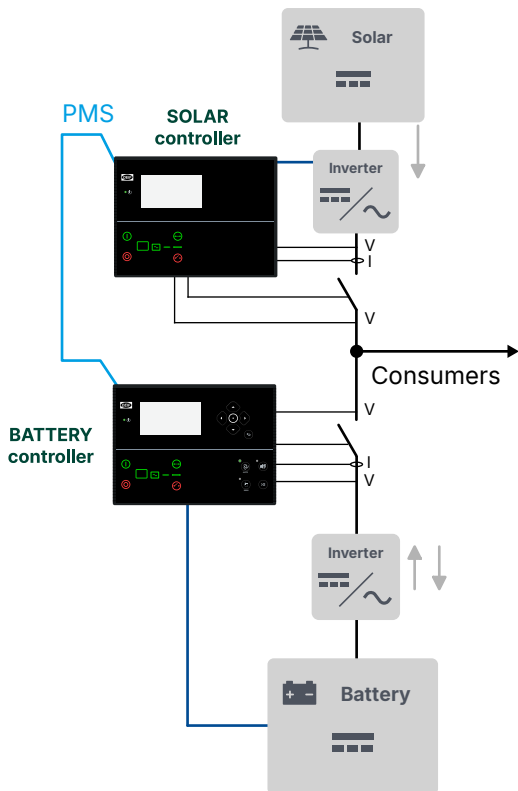 Solar
PMS
SOLAR
controller
Inverter
V
I
V
Consumers
V
BATTERY
controller
I
V
Inverter
Battery